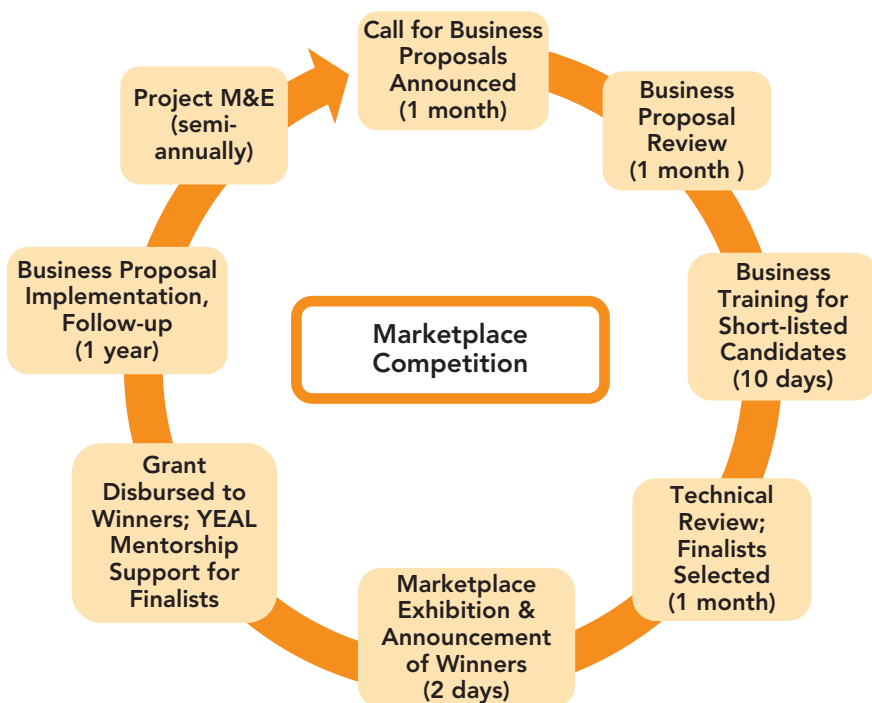 Call for Business
Proposals
Announced
(1 month)
Business
Proposal
Review
(1 month )
Business
Training for
Short-listed
Candidates
(10 days)
Technical
Review;
Finalists
Selected
(1 month)
Marketplace
Exhibition &
Announcement
of Winners
(2 days)
Grant
Disbursed to
Winners; YEAL
Mentorship
Support for
Finalists
Business Proposal
Implementation,
Follow-up
(1 year)
Project M&E
(semi-
annually)
Marketplace
Competition